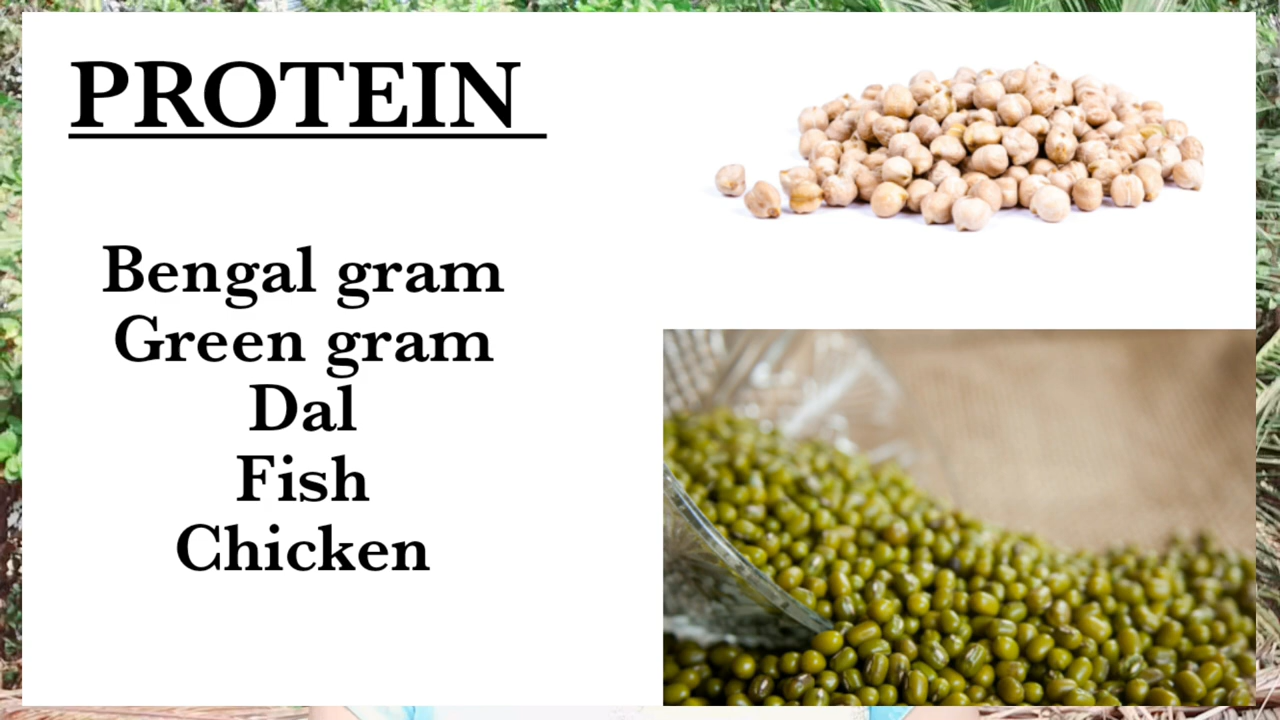 PROTEIN
Bengal gram
Green gram
Dal
Fish
Chicken